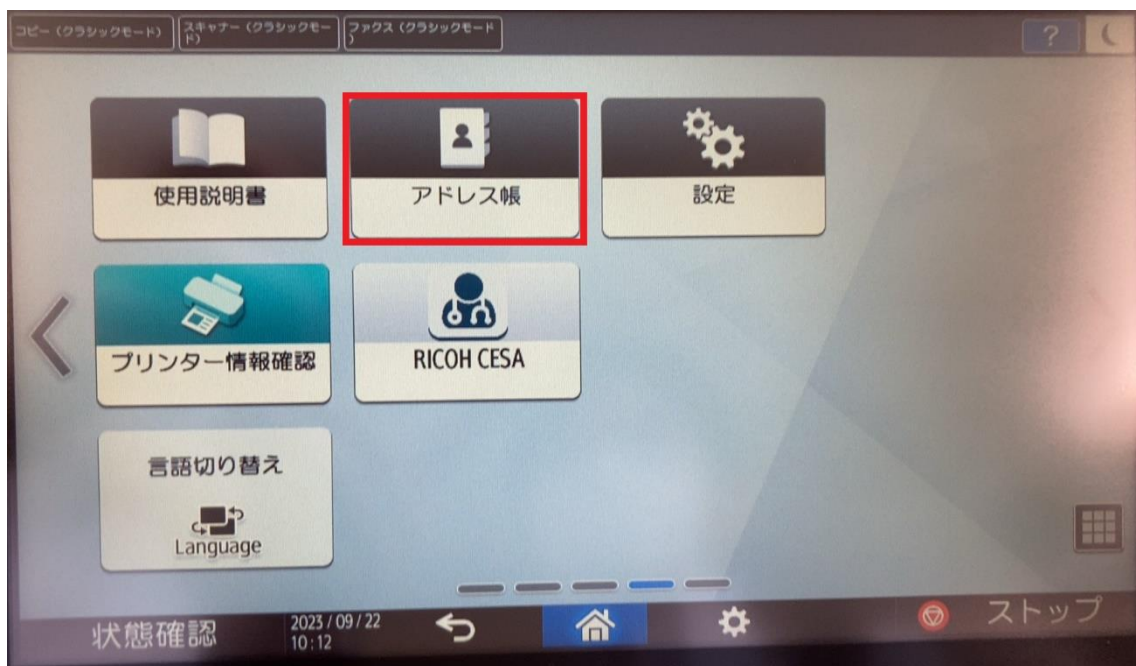 コピー (クラシックモード)
スキャナー (クラシックモー
ド)
ファクス (クラシックモード
)
?
使用説明書
アドレス帳
設定
プリンター情報確認
RICOH CESA
言語切り替え
Language
状態確認
2023 / 09 / 22
10 : 12
ストップ